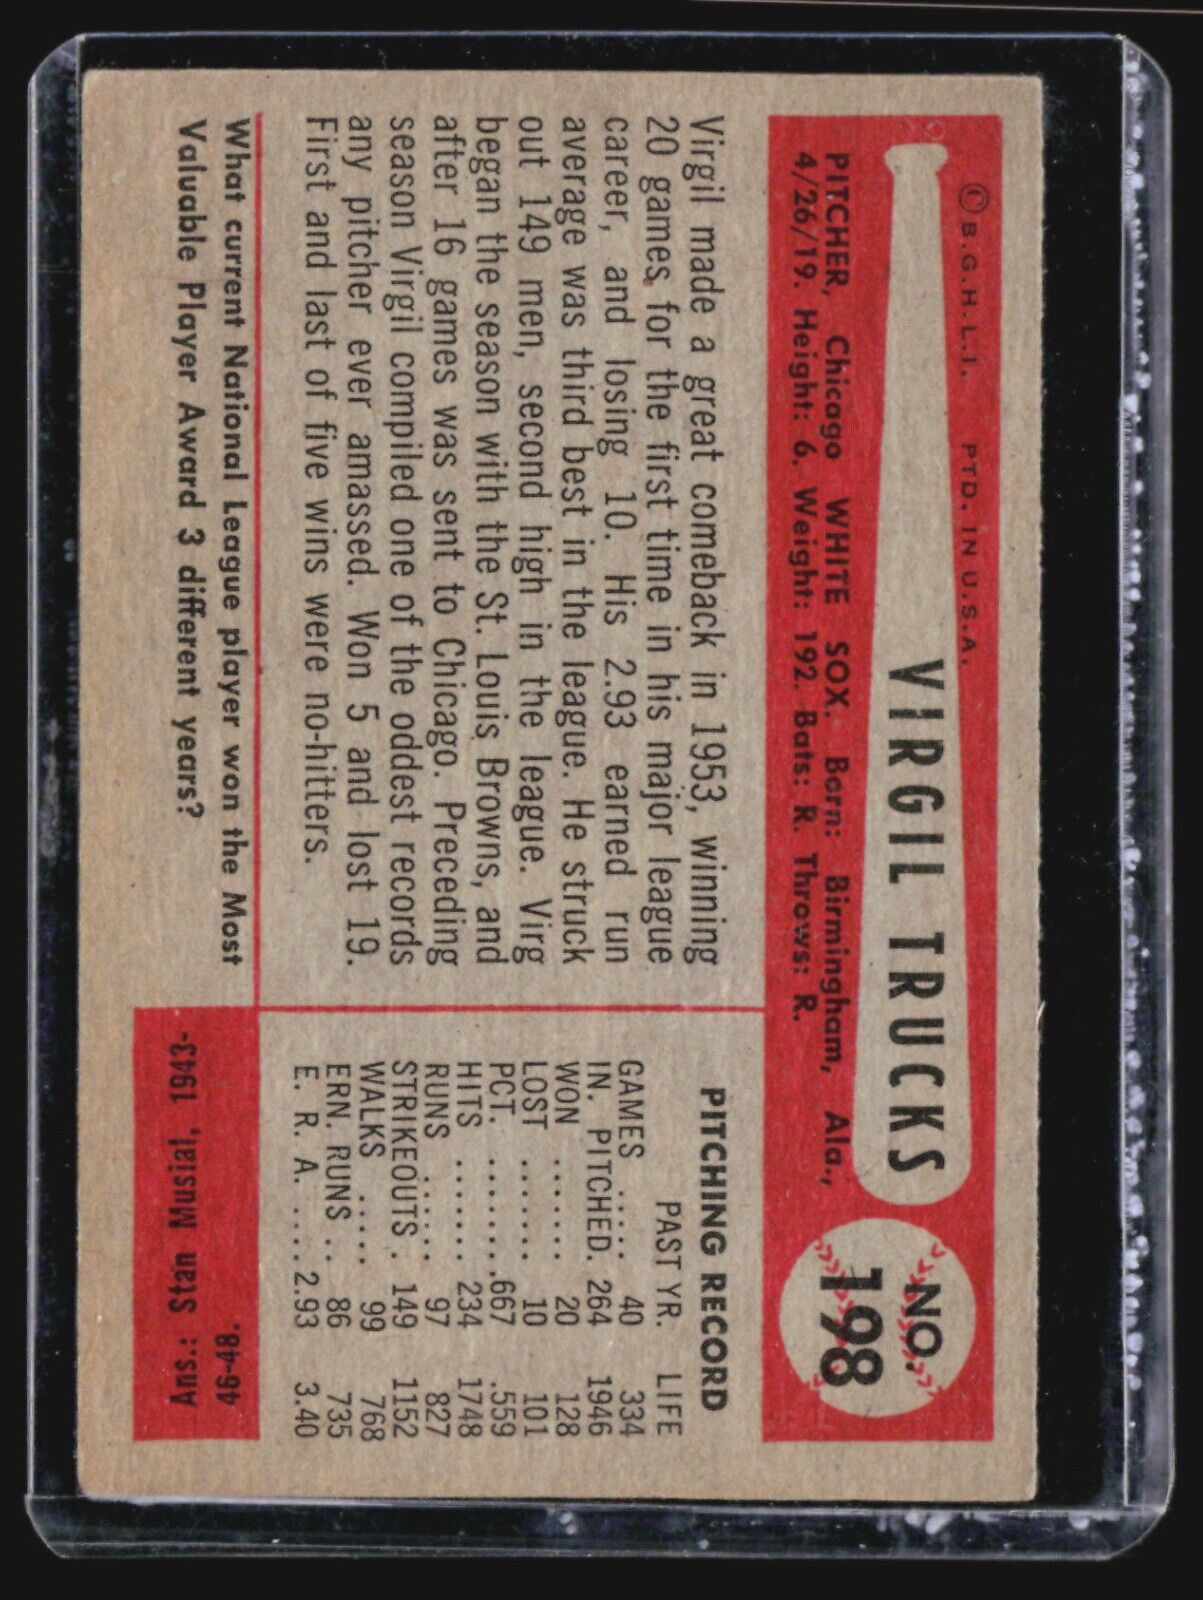 © B.G.H.L.I. PTD. IN U.S.A.
VIRGIL TRUCKS
NO.
198
PITCHER, Chicago WHITE SOX. Born: Birmingham, Ala.,
4/26/19. Height: 6. Weight: 192. Bats: R. Throws: R.
Virgil made a great comeback in 1953, winning
20 games for the first time in his major league
career, and losing 10. His 2.93 earned run
average was third best in the league. He struck
out 149 men, second high in the league. Virg
began the season with the St. Louis Browns, and
after 16 games was sent to Chicago. Preceding
season Virgil compiled one of the oddest records
any pitcher ever amassed. Won 5 and lost 19.
First and last of five wins were no-hitters.
PITCHING RECORD
PAST YR. LIFE
GAMES ..... 40 334
IN. PITCHED. 264 1946
WON ...... 20 128
LOST ...... 10 101
PCT. ....... .667 .559
HITS ...... 234 1748
RUNS ..... 97 827
STRIKEOUTS . 149 1152
WALKS .... 99 768
ERN. RUNS .. 86 735
E. R. A. .... 2.93 3.40
What current National League player won the Most
Valuable Player Award 3 different years?
Ans.: Stan Musial, 1943-
46-48.